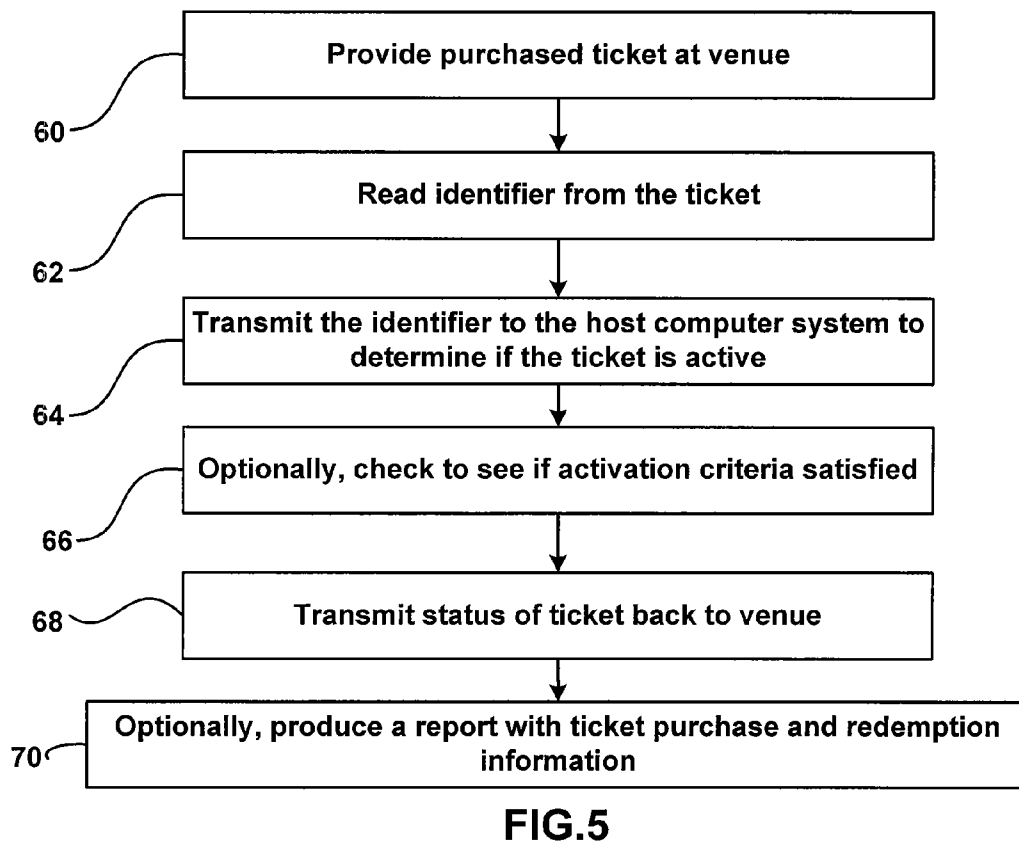 Provide purchased ticket at venue
60
Read identifier from the ticket
62
Transmit the identifier to the host computer system to
determine if the ticket is active
64
Optionally, check to see if activation criteria satisfied
66
Transmit status of ticket back to venue
68
Optionally, produce a report with ticket purchase and redemption
information
70
FIG.5